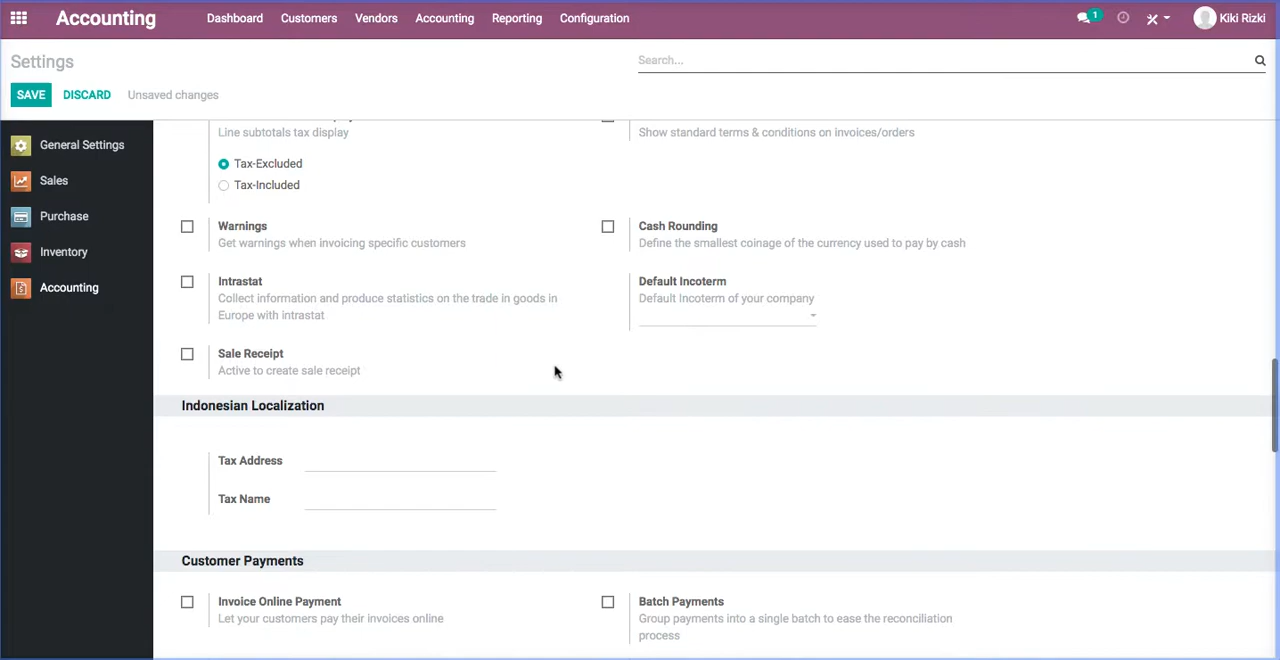 Accounting
Dashboard
Customers
Vendors
Accounting
Reporting
Configuration
1
Kiki Rizki
Settings
Search...
SAVE
DISCARD
Unsaved changes
General Settings
Sales
Purchase
Inventory
Accounting
Line subtotals tax display
Show standard terms & conditions on invoices/orders
Tax-Excluded
Tax-Included
Warnings
Get warnings when invoicing specific customers
Cash Rounding
Define the smallest coinage of the currency used to pay by cash
Intrastat
Collect information and produce statistics on the trade in goods in
Europe with intrastat
Default Incoterm
Default Incoterm of your company
Sale Receipt
Active to create sale receipt
Indonesian Localization
Tax Address
Tax Name
Customer Payments
Invoice Online Payment
Let your customers pay their invoices online
Batch Payments
Group payments into a single batch to ease the reconciliation
process